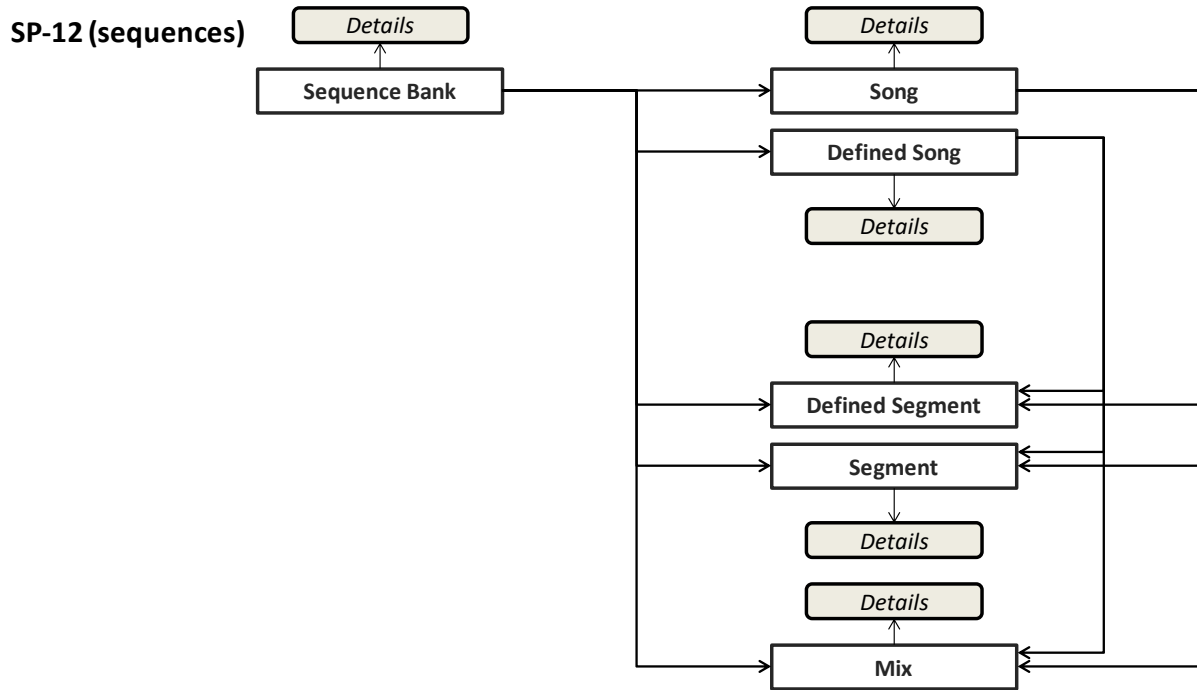 SP-12 (sequences)
Details
Sequence Bank
Details
Song
Defined Song
Details
Details
Defined Segment
Segment
Details
Details
Mix